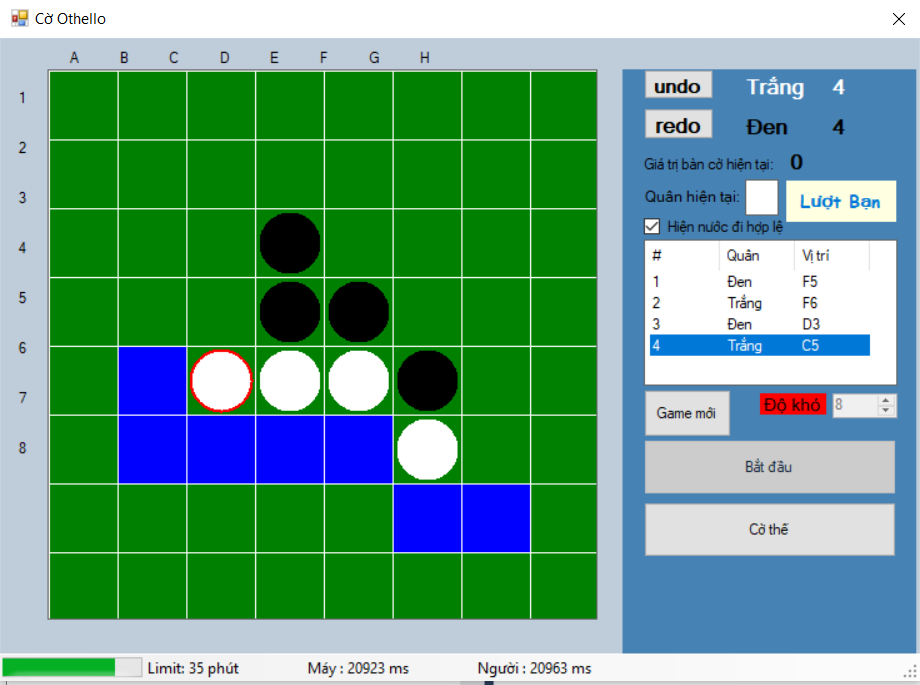 Cờ Othello
A B C D E F G H
1
2
3
4
5
6
7
8
undo Trắng 4
redo Đen 4
Giá trị bàn cờ hiện tại: 0
Quân hiện tại: Lượt Bạn
Hiện nước đi hợp lệ
# Quân Vị trí
1 Đen F5
2 Trắng F6
3 Đen D3
4 Trắng C5
Game mới Độ khó 8
Bắt đầu
Cờ thế
Limit: 35 phút Máy : 20923 ms Người : 20963 ms